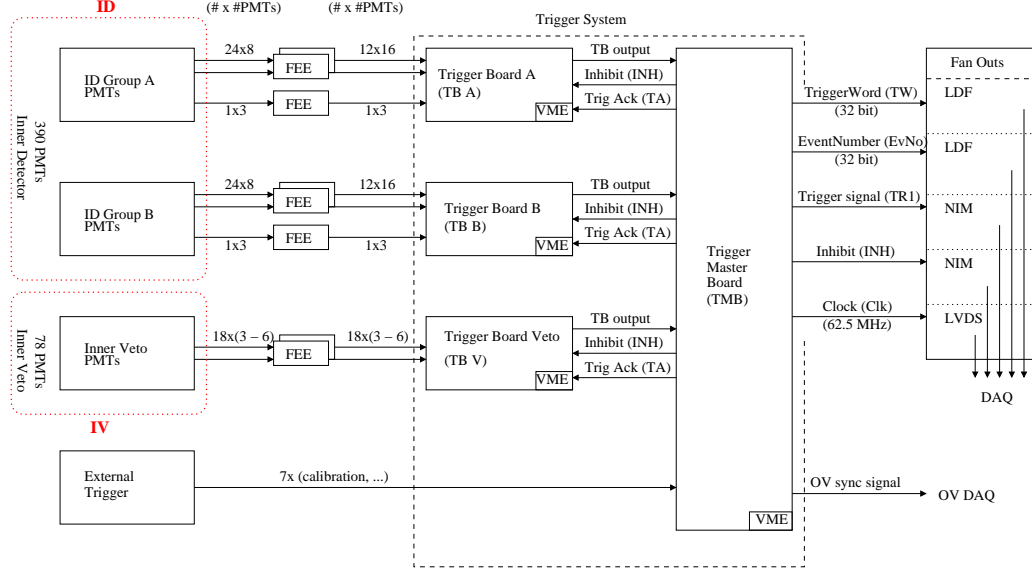 ID
(# x #PMTs)
(# x #PMTs)
Trigger System
24x8
12x16
TB output
FEE
ID Group A
PMTs
Trigger Board A
(TB A)
Inhibit (INH)
Fan Outs
1x3
FEE
1x3
VME
Trig Ack (TA)
TriggerWord (TW)
(32 bit)
LDF
390 PMTs
Inner Detector
EventNumber (EvNo)
(32 bit)
LDF
24x8
12x16
TB output
FEE
ID Group B
PMTs
Trigger Board B
(TB B)
Inhibit (INH)
Trigger signal (TR1)
NIM
1x3
FEE
1x3
VME
Trig Ack (TA)
Trigger
Master
Board
(TMB)
Inhibit (INH)
NIM
Clock (Clk)
(62.5 MHz)
LVDS
78 PMTs
Inner Veto
Inner Veto
PMTs
18x(3 – 6)
FEE
18x(3 – 6)
Trigger Board Veto
(TB V)
TB output
Inhibit (INH)
VME
Trig Ack (TA)
DAQ
IV
External
Trigger
7x (calibration, ...)
OV sync signal
OV DAQ
VME